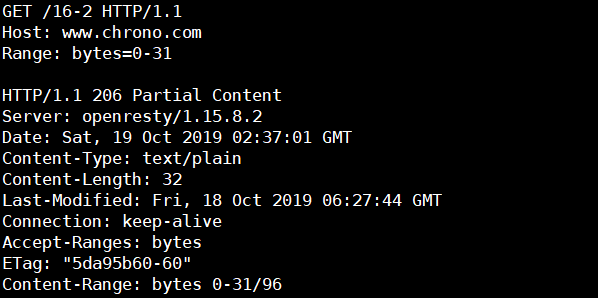 GET /16-2 HTTP/1.1
Host: www.chrono.com
Range: bytes=0-31

HTTP/1.1 206 Partial Content
Server: openresty/1.15.8.2
Date: Sat, 19 Oct 2019 02:37:01 GMT
Content-Type: text/plain
Content-Length: 32
Last-Modified: Fri, 18 Oct 2019 06:27:44 GMT
Connection: keep-alive
Accept-Ranges: bytes
ETag: "5da95b60-60"
Content-Range: bytes 0-31/96